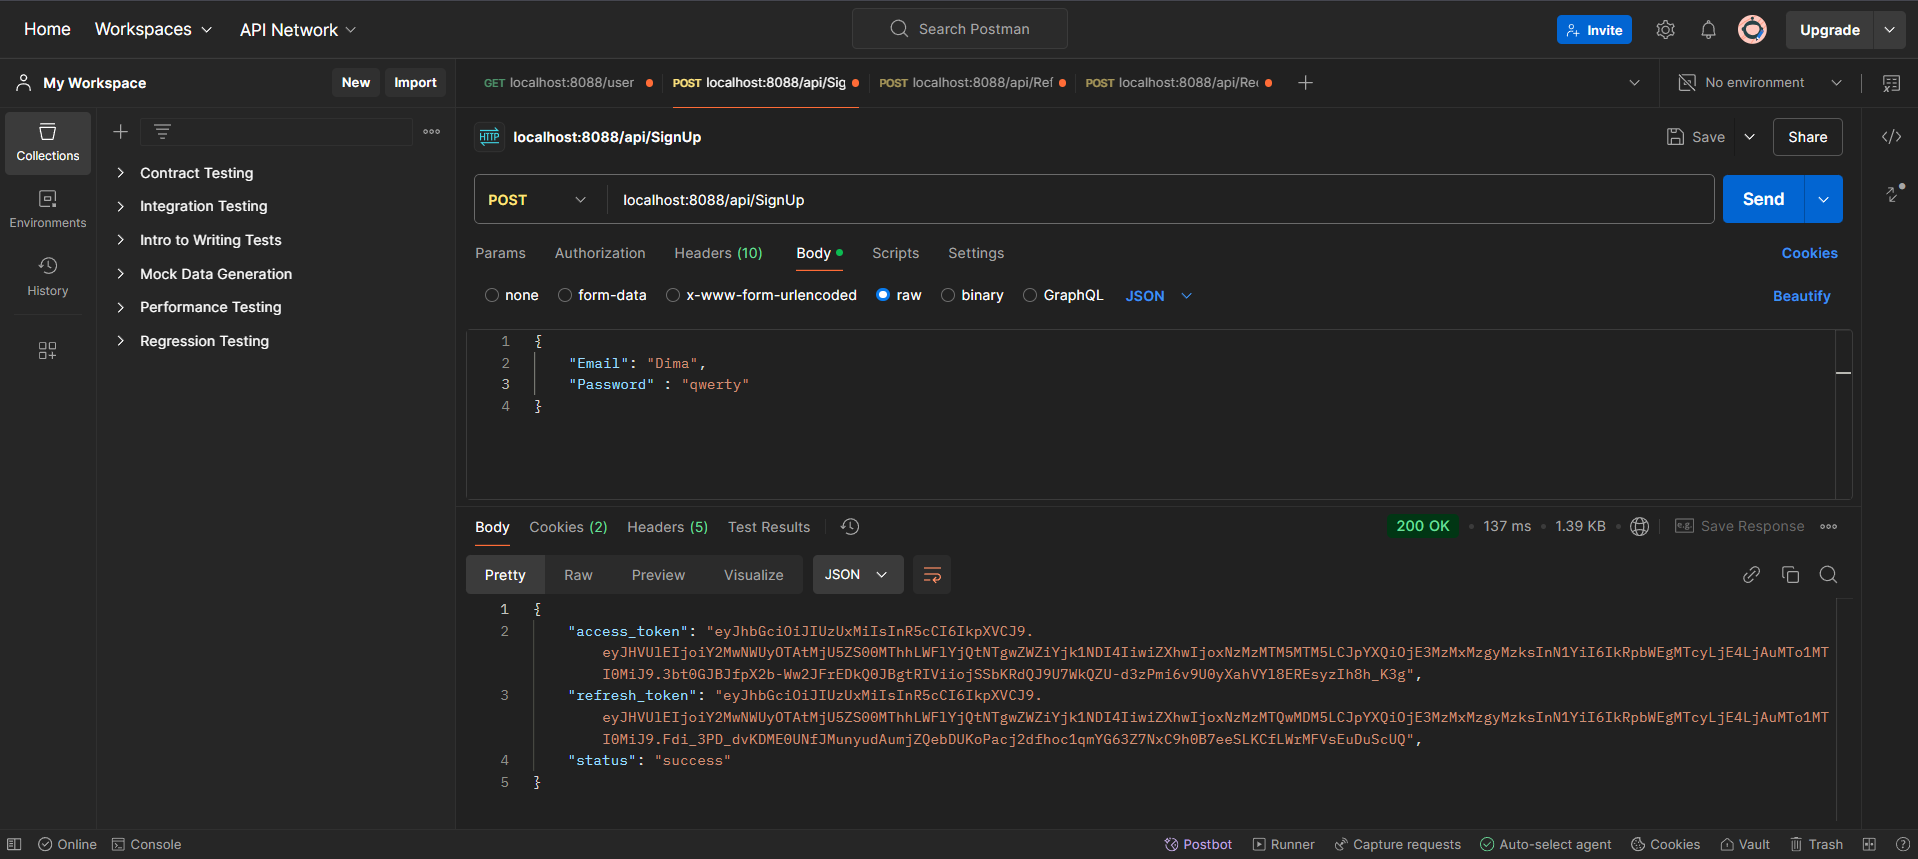 Home Workspaces API Network Search Postman Invite Upgrade
My Workspace New Import GET localhost:8088/user POST localhost:8088/api/Sig POST localhost:8088/api/Ref POST localhost:8088/api/Re No environment
Collections
Environments
History
Contract Testing
Integration Testing
Intro to Writing Tests
Mock Data Generation
Performance Testing
Regression Testing
HTTP localhost:8088/api/SignUp Save Share
POST localhost:8088/api/SignUp Send
Params Authorization Headers (10) Body Scripts Settings Cookies
none form-data x-www-form-urlencoded raw binary GraphQL JSON Beautify
1 {
2 "Email": "Dima",
3 "Password" : "qwerty"
4 }
Body Cookies (2) Headers (5) Test Results 200 OK 137 ms 1.39 KB e.g. Save Response
Pretty Raw Preview Visualize JSON
1 {
2 "access_token": "eyJhbGciOiJIUzUxMiIsInR5cCI6IkpXVCJ9.
eyJHVUlEIjoiY2MwNWUyOTAtMjU5ZS00MThhLWFlYjQtNTgwZWZiYjk1NDI4IiwiZXhwIjoxNzMzMTM5MTM5LCJpYXQiOjE3MzMxMzgyMzksInN1YiI6IkRpbWEgMTcyLjE4LjAuMTo1MT
I0MiJ9.3bt0GJBJfpX2b-Ww2JFrEDkQ0JBgtRIViiojSSbKRdQJ9U7WkQZU-d3zPmi6v9U0yXahVYl8EREsyzIh8h_K3g",
3 "refresh_token": "eyJhbGciOiJIUzUxMiIsInR5cCI6IkpXVCJ9.
eyJHVUlEIjoiY2MwNWUyOTAtMjU5ZS00MThhLWFlYjQtNTgwZWZiYjk1NDI4IiwiZXhwIjoxNzMzMTQwMDM5LCJpYXQiOjE3MzMxMzgyMzksInN1YiI6IkRpbWEgMTcyLjE4LjAuMTo1MT
I0MiJ9.Fdi_3PD_dvKDME0UNfJMunyudAumjZQebDUKoPacj2dfhoc1qmYG63Z7NxC9h0B7eeSLKCfLWrMFVsEuDuScUQ",
4 "status": "success"
5 }
Online Console Postbot Runner Capture requests Auto-select agent Cookies Vault Trash